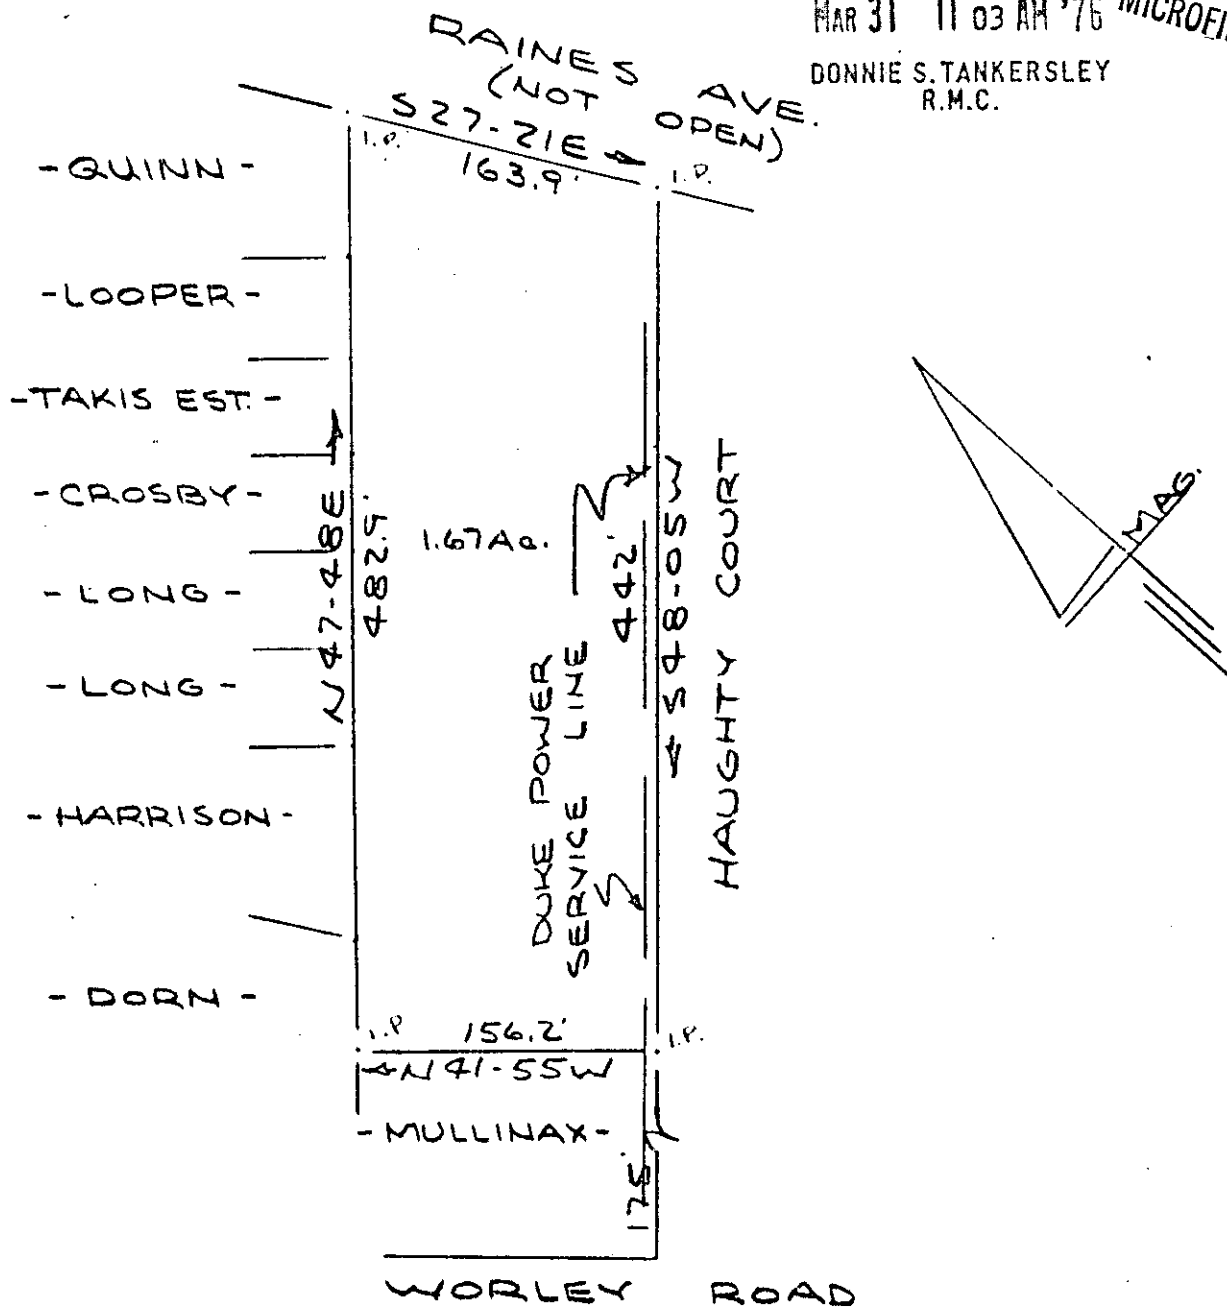 MAR 31 11 03 AM '76
DONNIE S. TANKERSLEY
R.M.C.
RAINES AVE.
(NOT OPEN)
S27-21E
163.9'
I.P.
I.P.
-QUINN-
-LOOPER-
-TAKIS EST.-
-CROSBY-
-LONG-
-LONG-
-HARRISON-
-DORN-
N47-48E
482.5'
1.67Ac.
DUKE POWER
SERVICE LINE
442'
S48-05W
HAUGHTY COURT
MAG.
I.P.
156.2'
I.P.
N41-55W
-MULLINAX-
175'
WORLEY ROAD